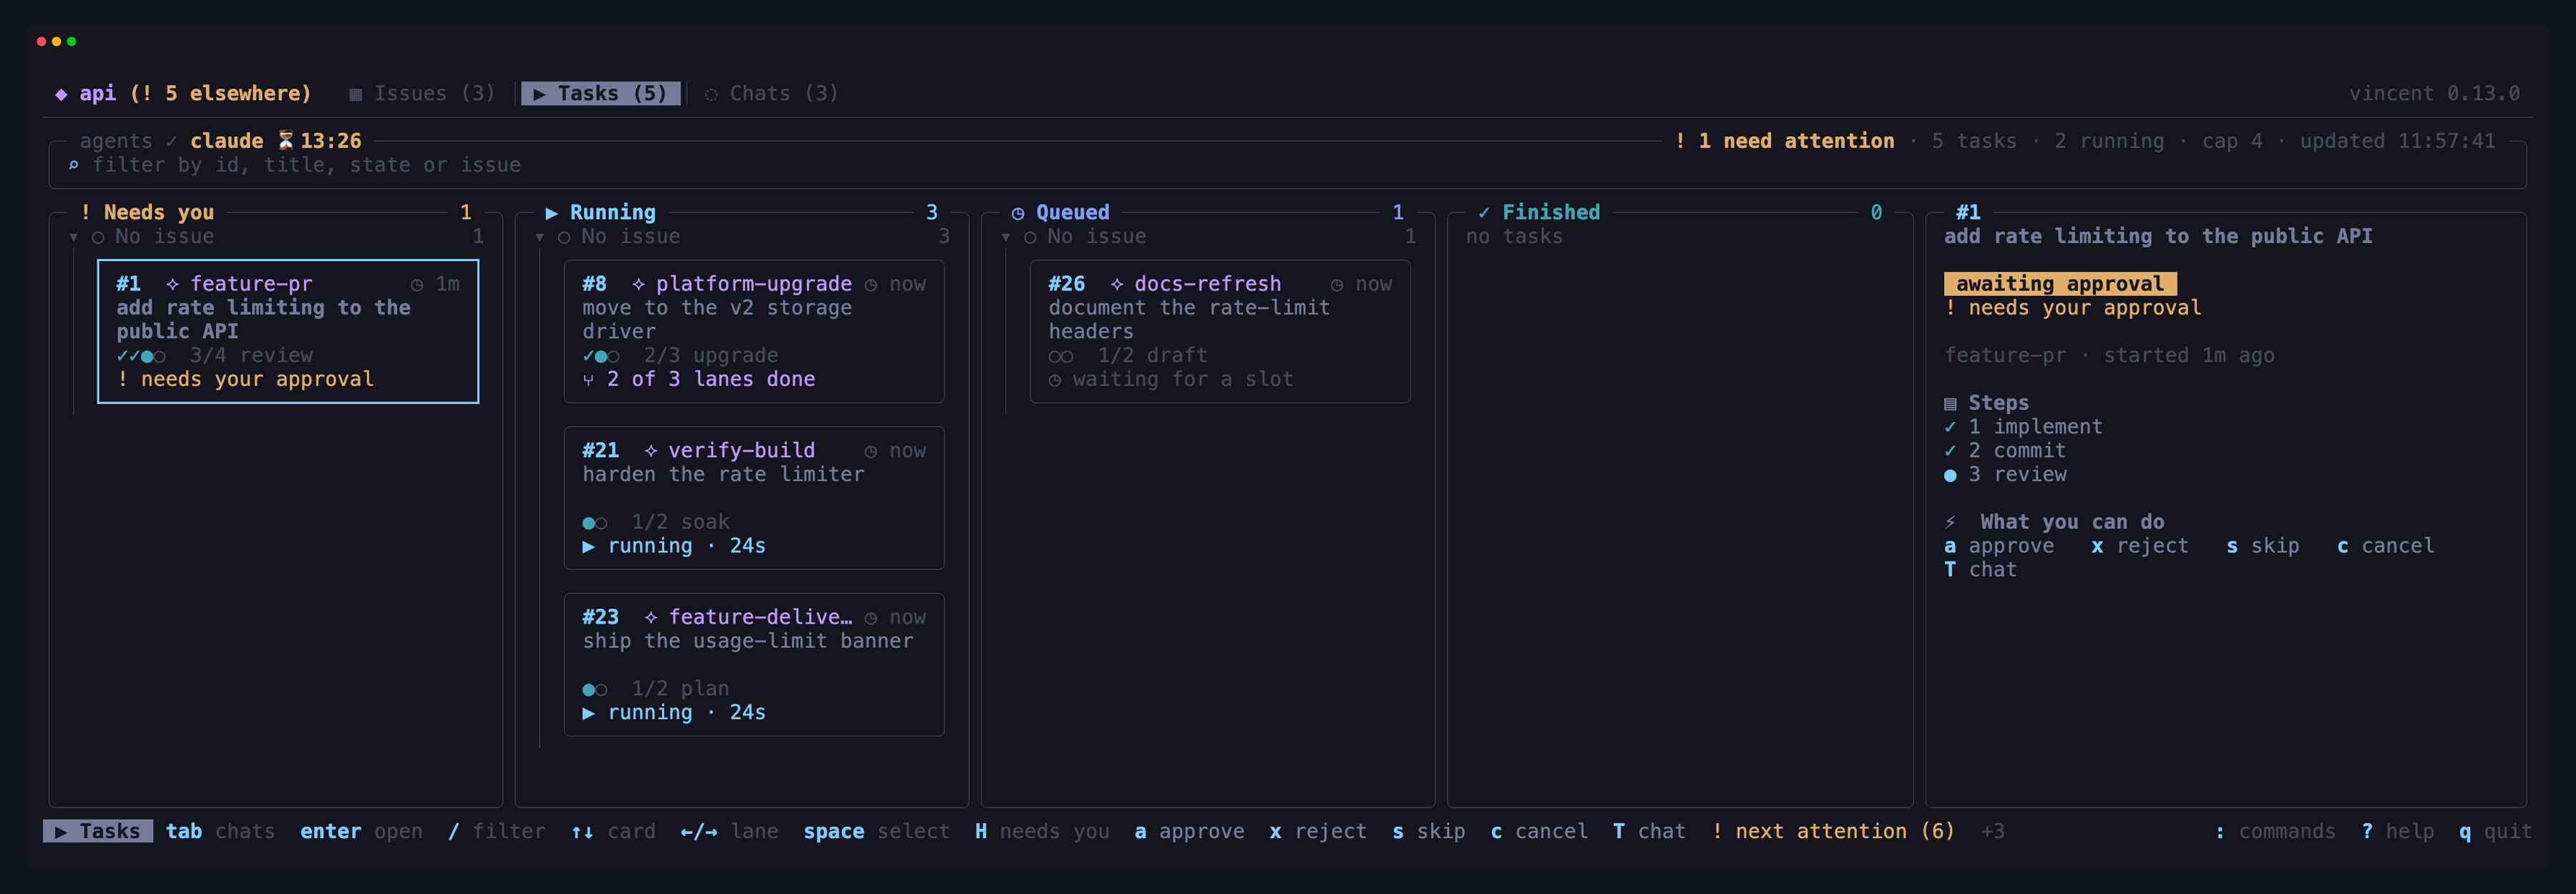 ◆ api (! 5 elsewhere) ▦ Issues (3) ▶ Tasks (5) ◌ Chats (3) vincent 0.13.0
agents ✓ claude ⏳13:26 ! 1 need attention · 5 tasks · 2 running · cap 4 · updated 11:57:41
⌕ filter by id, title, state or issue
! Needs you 1
▾ ○ No issue 1
#1 ✧ feature-pr ◷ 1m
add rate limiting to the
public API
✓✓●○ 3/4 review
! needs your approval
▶ Running 3
▾ ○ No issue 3
#8 ✧ platform-upgrade ◷ now
move to the v2 storage
driver
✓●○ 2/3 upgrade
⑂ 2 of 3 lanes done
#21 ✧ verify-build ◷ now
harden the rate limiter
●○ 1/2 soak
▶ running · 24s
#23 ✧ feature-delive… ◷ now
ship the usage-limit banner
●○ 1/2 plan
▶ running · 24s
◷ Queued 1
▾ ○ No issue 1
#26 ✧ docs-refresh ◷ now
document the rate-limit
headers
○○ 1/2 draft
◷ waiting for a slot
✓ Finished 0
no tasks
#1
add rate limiting to the public API
awaiting approval
! needs your approval
feature-pr · started 1m ago
▤ Steps
✓ 1 implement
✓ 2 commit
● 3 review
⚡ What you can do
a approve x reject s skip c cancel
T chat
▶ Tasks tab chats enter open / filter ↑↓ card ←/→ lane space select H needs you a approve x reject s skip c cancel T chat ! next attention (6) +3 : commands ? help q quit